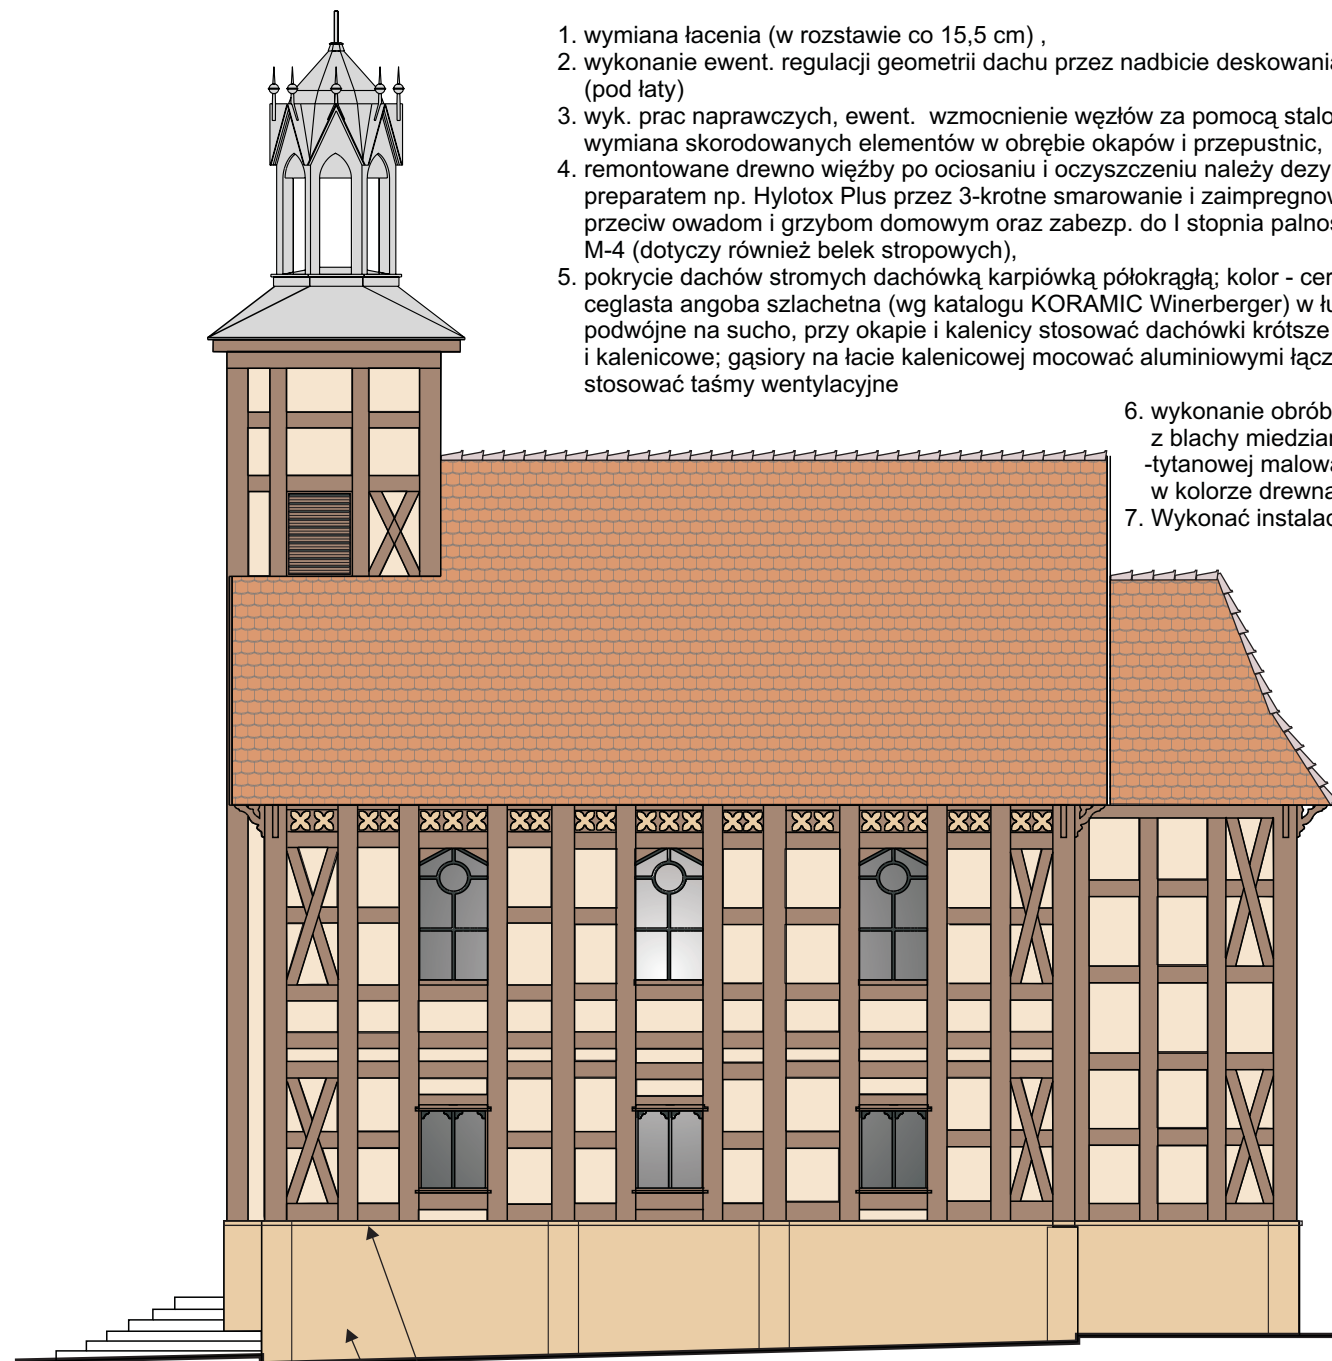 1. wymiana łacenia (w rozstawie co 15,5 cm) ,
2. wykonanie ewent. regulacji geometrii dachu przez nadbicie deskowania
(pod łaty)
3. wyk. prac naprawczych, ewent. wzmocnienie węzłów za pomocą stalo
wymiana skorodowanych elementów w obrębie okapów i przepustnic,
4. remontowane drewno więźby po ociosaniu i oczyszczeniu należy dezy
preparatem np. Hylotox Plus przez 3-krotne smarowanie i zaimpregnow
przeciw owadom i grzybom domowym oraz zabezp. do I stopnia palnoś
M-4 (dotyczy również belek stropowych),
5. pokrycie dachów stromych dachówką karpiówką półokrągłą; kolor - cer
ceglasta angoba szlachetna (wg katalogu KORAMIC Winerberger) w łu
podwójne na sucho, przy okapie i kalenicy stosować dachówki krótsze
i kalenicowe; gąsiory na łacie kalenicowej mocować aluminiowymi łącz
stosować taśmy wentylacyjne
6. wykonanie obrób
z blachy miedzian
-tytanowej malowa
w kolorze drewna
7. Wykonać instalac